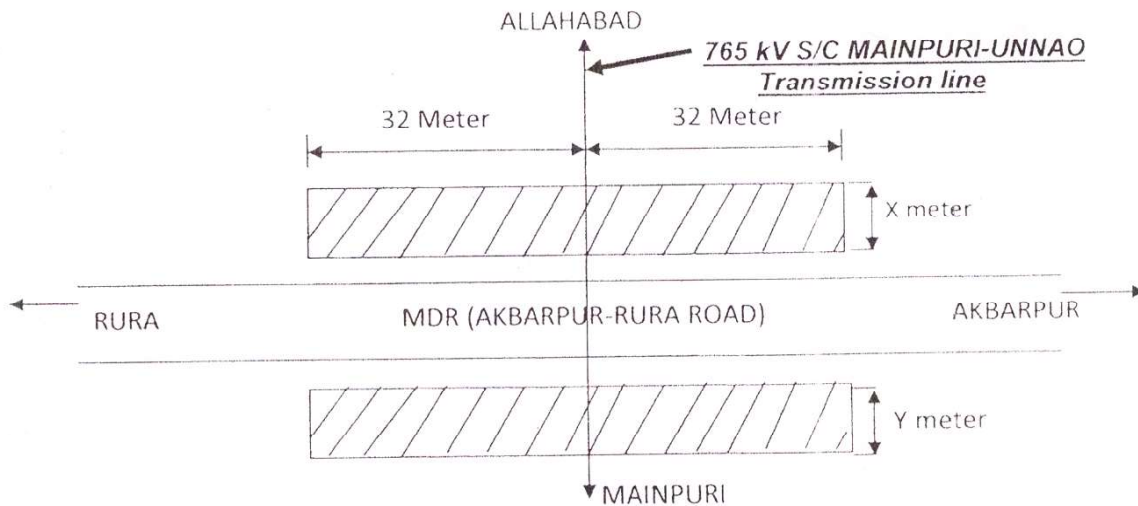 ALLAHABAD
765 kV S/C MAINPURI-UNNAO
Transmission line
32 Meter
32 Meter
X meter
RURA
MDR (AKBARPUR-RURA ROAD)
AKBARPUR
Y meter
MAINPURI